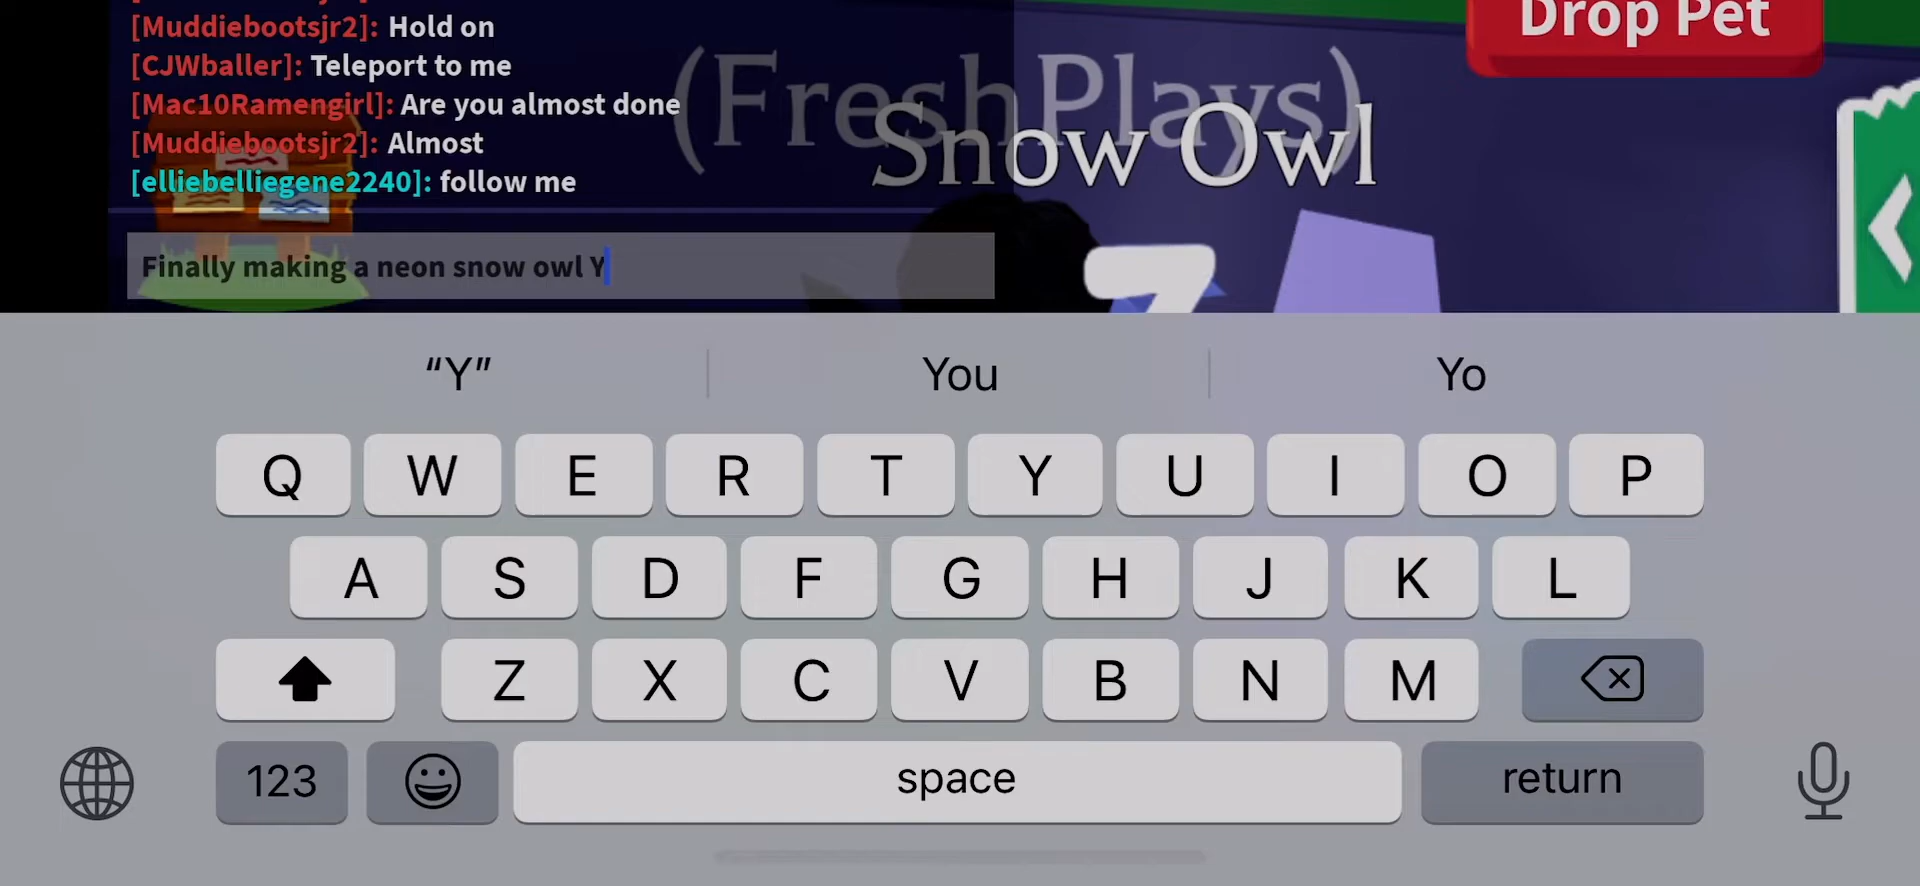 [Muddiebootsjr2]: Hold on
[CJWballer]: Teleport to me
[Mac10Ramengirl]: Are you almost done
[Muddiebootsjr2]: Almost
[elliebelliegene2240]: follow me
Drop Pet
(FreshPlays)
Snow Owl
Finally making a neon snow owl Y
“Y” You Yo
Q W E R T Y U I O P
A S D F G H J K L
Z X C V B N M
123 space return